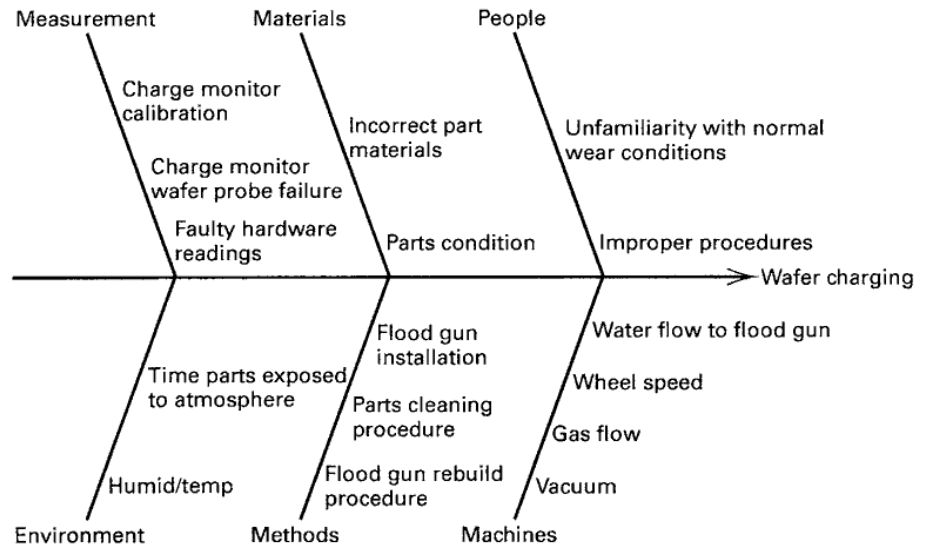 Measurement
Materials
People
Charge monitor
calibration
Incorrect part
materials
Unfamiliarity with normal
wear conditions
Charge monitor
wafer probe failure
Faulty hardware
readings
Parts condition
Improper procedures
Wafer charging
Time parts exposed
to atmosphere
Humid/temp
Flood gun
installation
Parts cleaning
procedure
Flood gun rebuild
procedure
Water flow to flood gun
Wheel speed
Gas flow
Vacuum
Environment
Methods
Machines